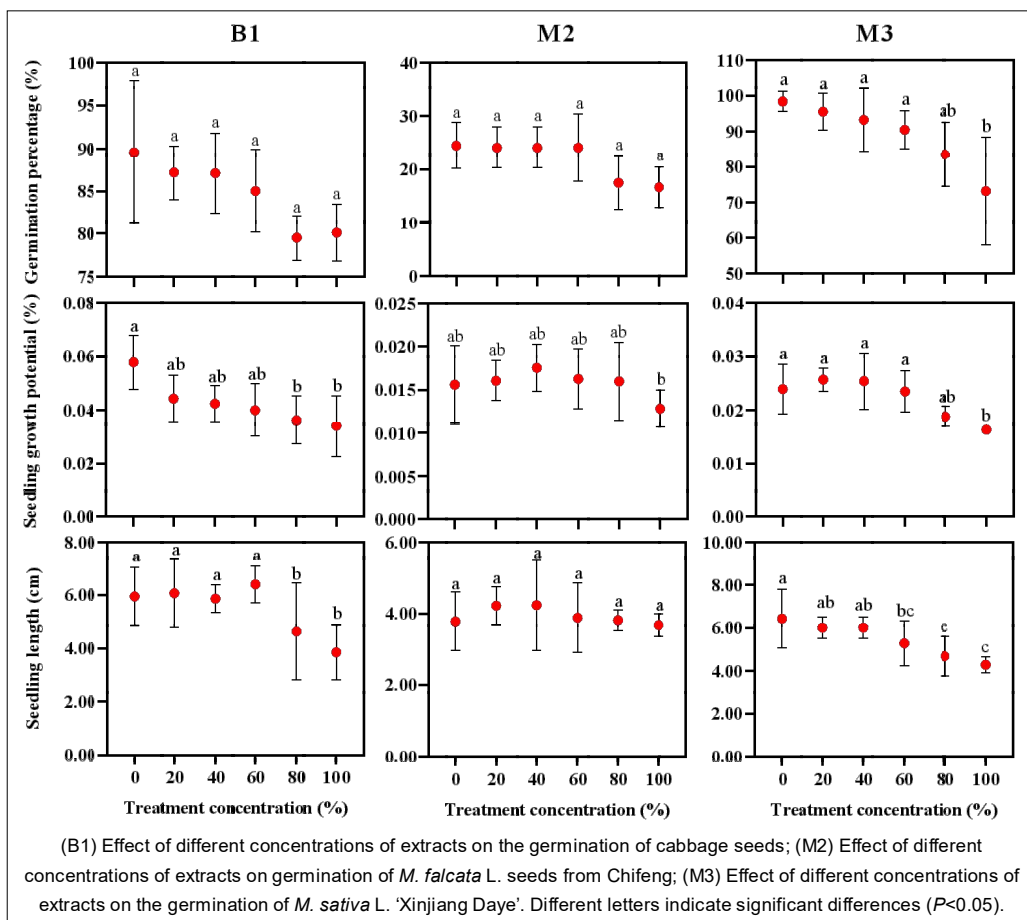 B1 M2 M3
Germination percentage (%)
100
95
90
85
80
75
a a a a a a
40
30
20
10
0
a a a a a a
110
100
90
80
70
60
50
a a a a ab b
Seedling growth potential (%)
0.08
0.06
0.04
0.02
0.00
a ab ab ab b b
0.025
0.020
0.015
0.010
0.005
0.000
ab ab ab ab ab b
0.04
0.03
0.02
0.01
0.00
a a a a ab b
Seedling length (cm)
8.00
6.00
4.00
2.00
0.00
a a a a b b
0 20 40 60 80 100
Treatment concentration (%)
6.00
4.00
2.00
0.00
a a a a a a
0 20 40 60 80 100
Treatment concentration (%)
10.00
8.00
6.00
4.00
2.00
0.00
a ab ab bc c c
0 20 40 60 80 100
Treatment concentration (%)
(B1) Effect of different concentrations of extracts on the germination of cabbage seeds; (M2) Effect of different
concentrations of extracts on germination of M. falcata L. seeds from Chifeng; (M3) Effect of different concentrations of
extracts on the germination of M. sativa L. ‘Xinjiang Daye’. Different letters indicate significant differences (P<0.05).